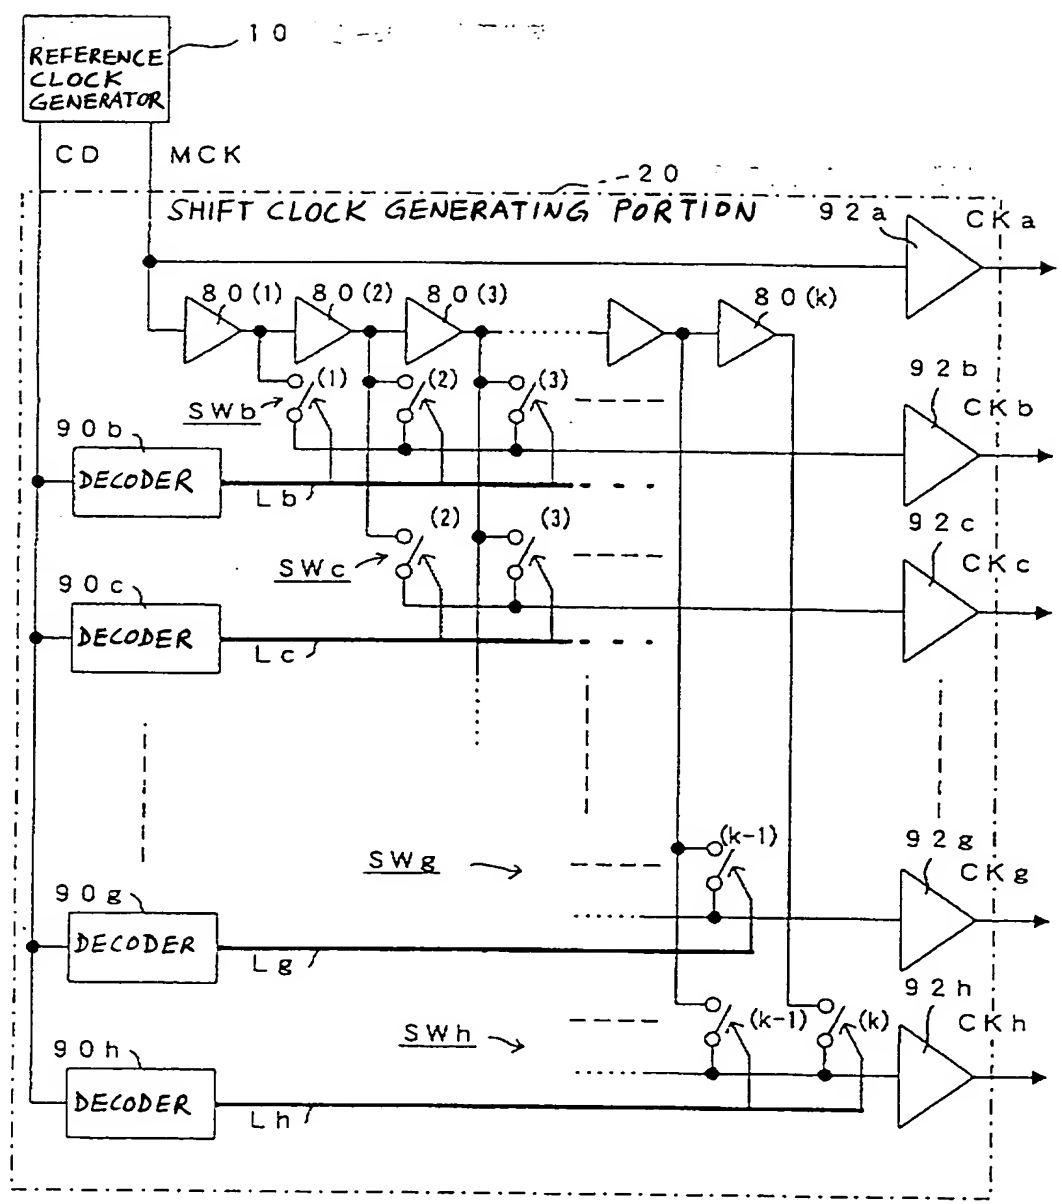 10
REFERENCE
CLOCK
GENERATOR
CD MCK
20
SHIFT CLOCK GENERATING PORTION
92a CKa
80(1) 80(2) 80(3) 80(k)
(1) (2) (3)
SWb
92b CKb
90b
DECODER
Lb
(2) (3)
SWc
92c CKc
90c
DECODER
Lc
(k-1)
SWg
92g CKg
90g
DECODER
Lg
(k-1) (k)
SWh
92h CKh
90h
DECODER
Lh